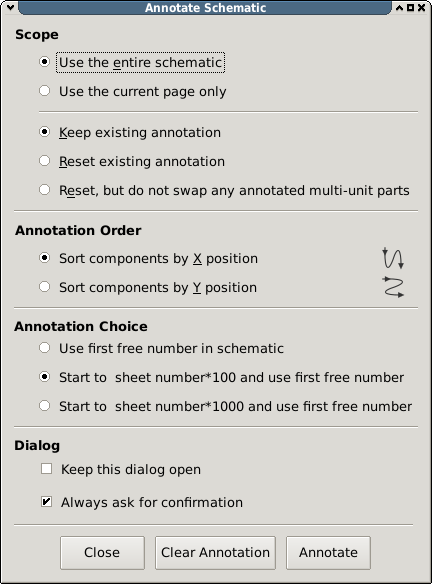 Annotate Schematic
Scope
Use the entire schematic
Use the current page only
Keep existing annotation
Reset existing annotation
Reset, but do not swap any annotated multi-unit parts
Annotation Order
Sort components by X position
Sort components by Y position
Annotation Choice
Use first free number in schematic
Start to  sheet number*100 and use first free number
Start to  sheet number*1000 and use first free number
Dialog
Keep this dialog open
Always ask for confirmation
Close Clear Annotation Annotate